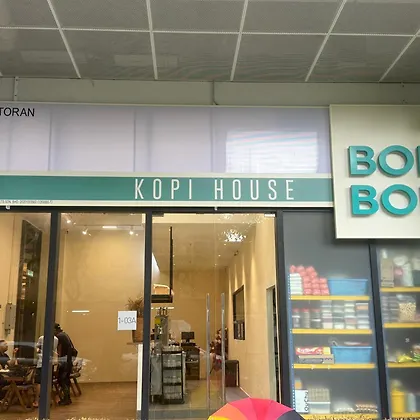 TORAN
KOPI HOUSE
BO
BO
1-03A